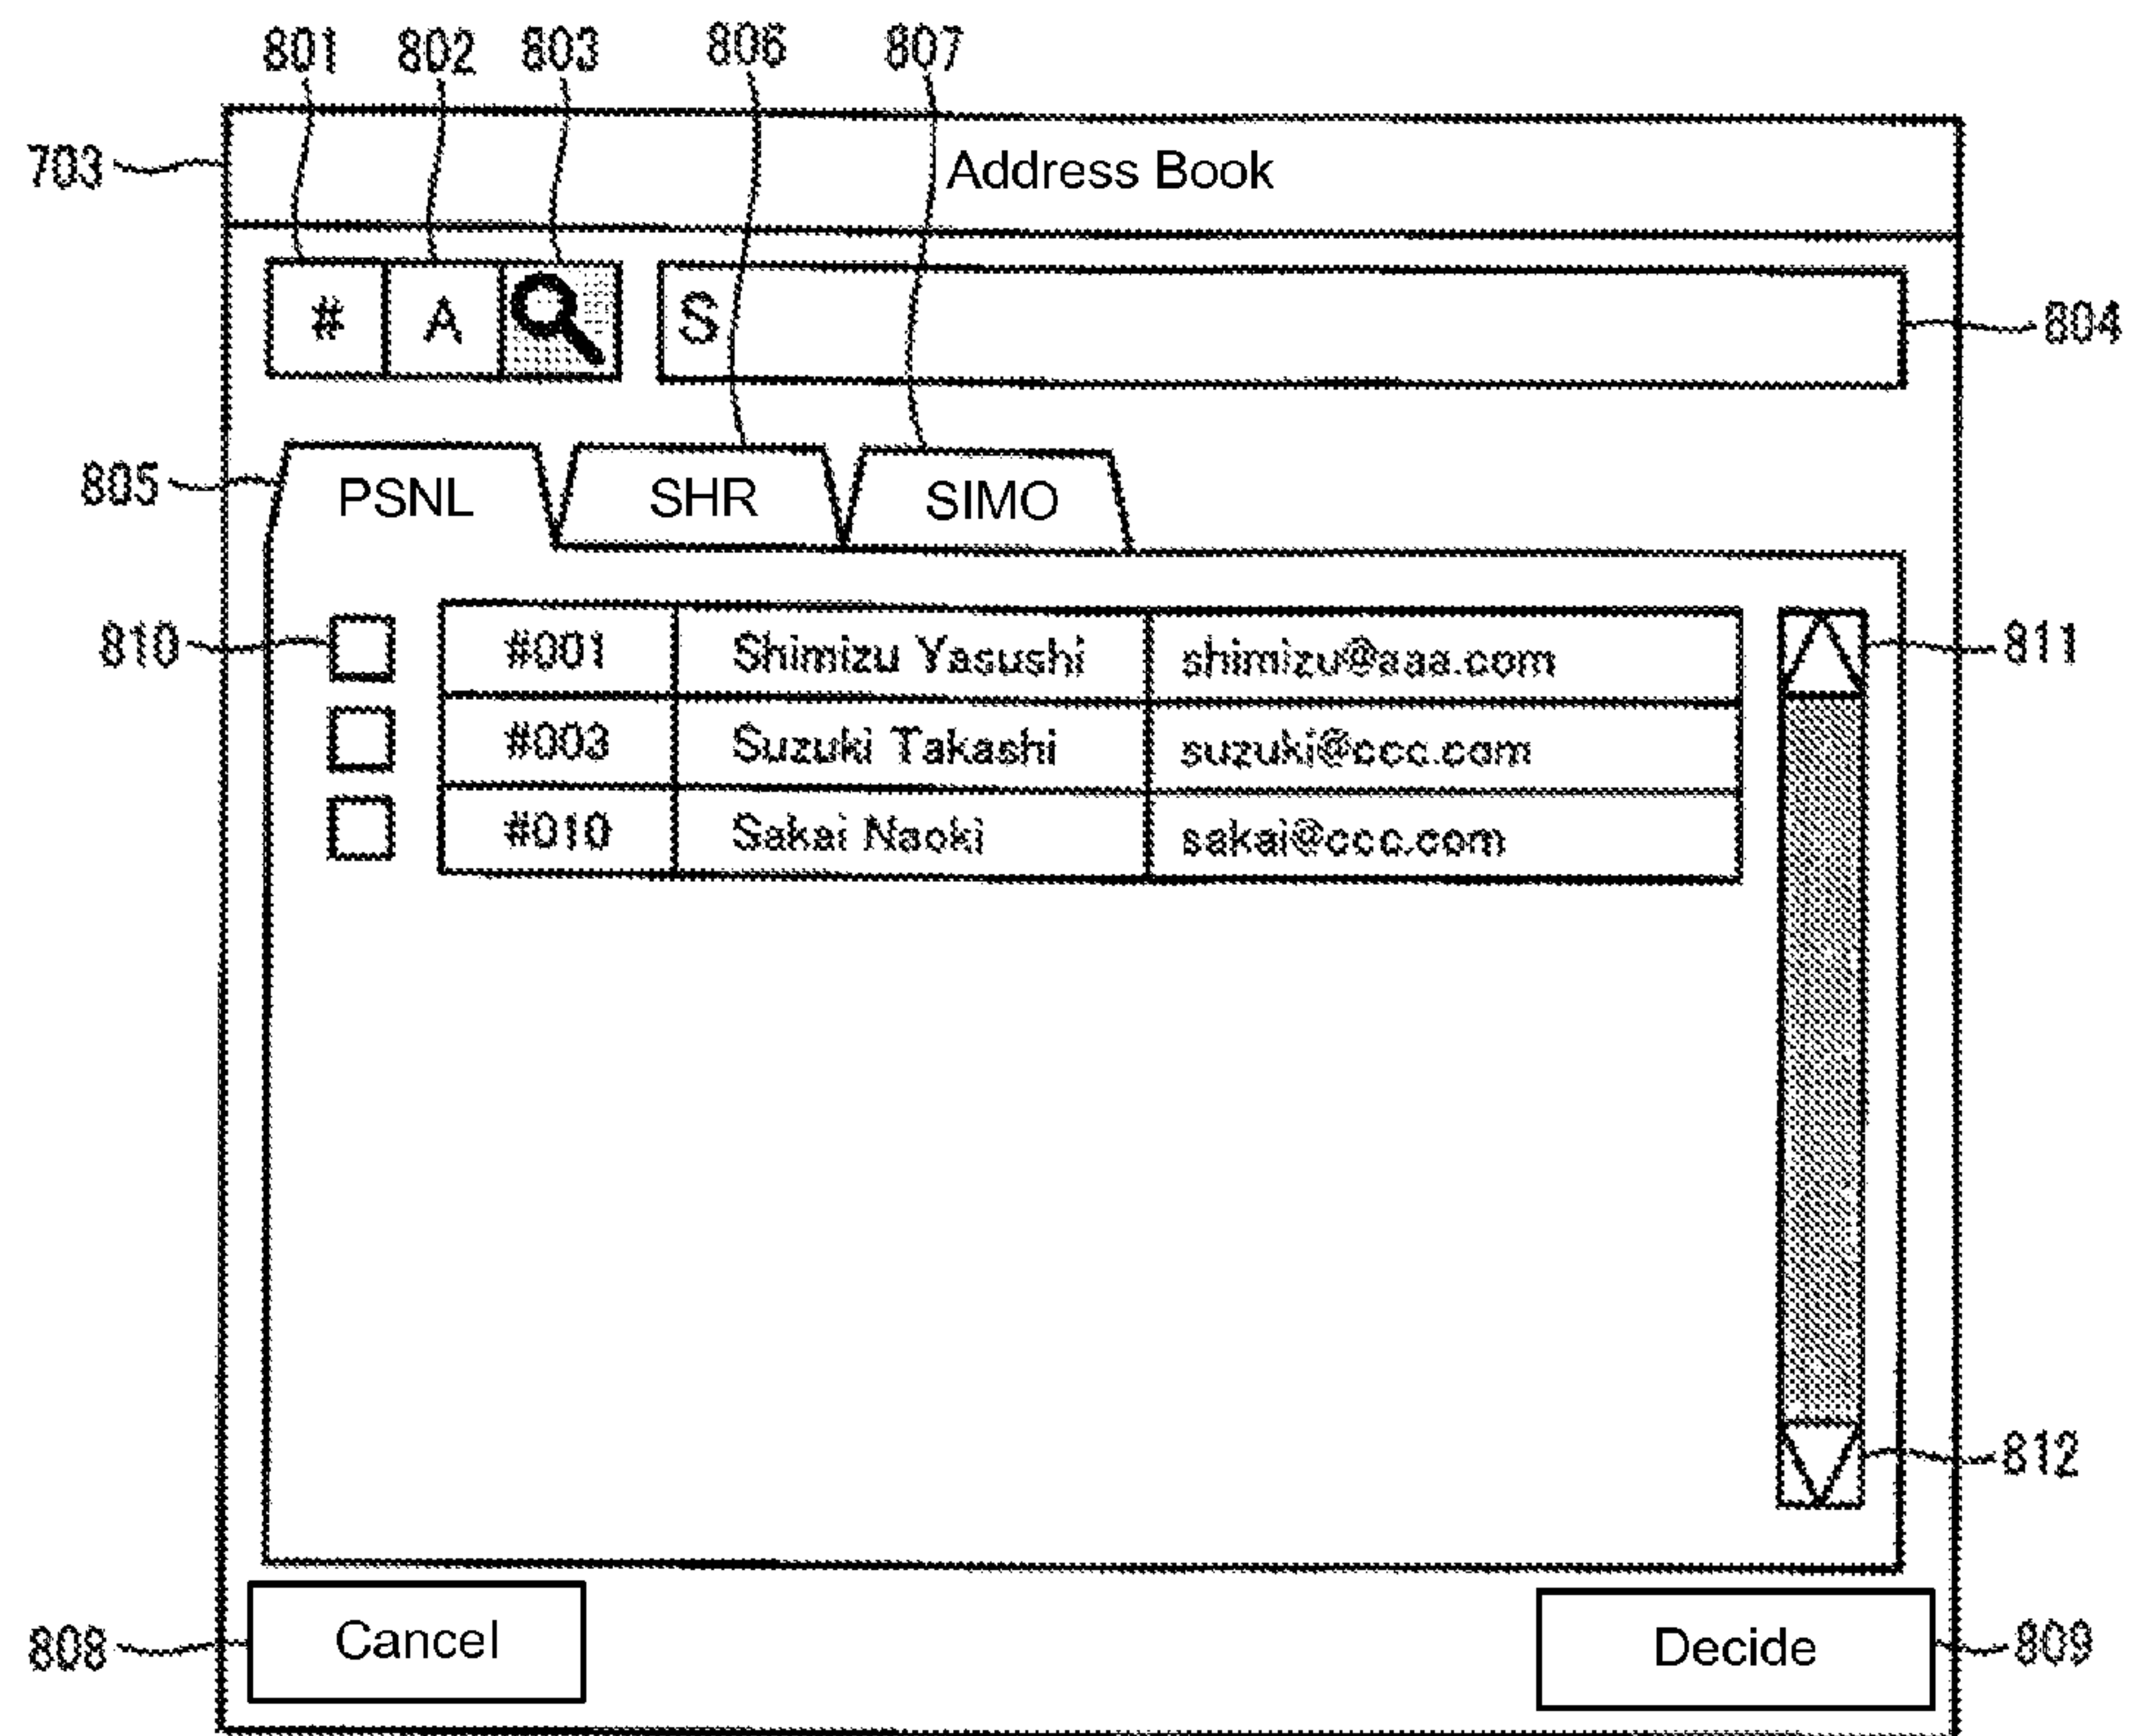 801 802 803 806 807
703 Address Book
# A S 804
805 PSNL SHR SIMO
810 #001 Shimizu Yasushi shimizu@aaa.com 811
#003 Suzuki Takashi suzuki@ccc.com
#010 Sakai Naoki sakai@ccc.com
812
808 Cancel Decide 809